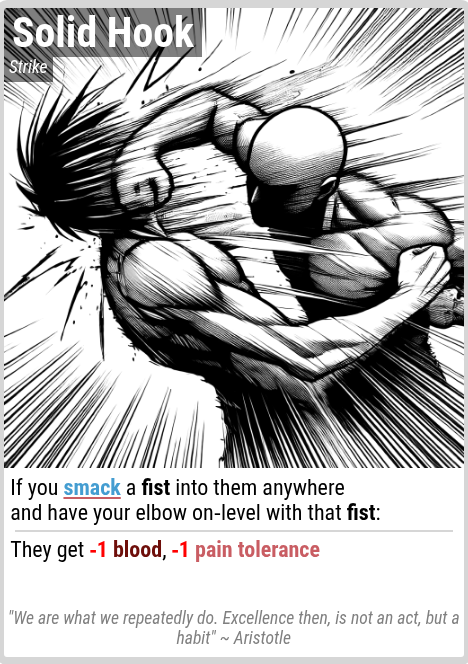 Solid Hook
Strike
If you smack a fist into them anywhere
and have your elbow on-level with that fist:
They get -1 blood, -1 pain tolerance
"We are what we repeatedly do. Excellence then, is not an act, but a
habit" ~ Aristotle